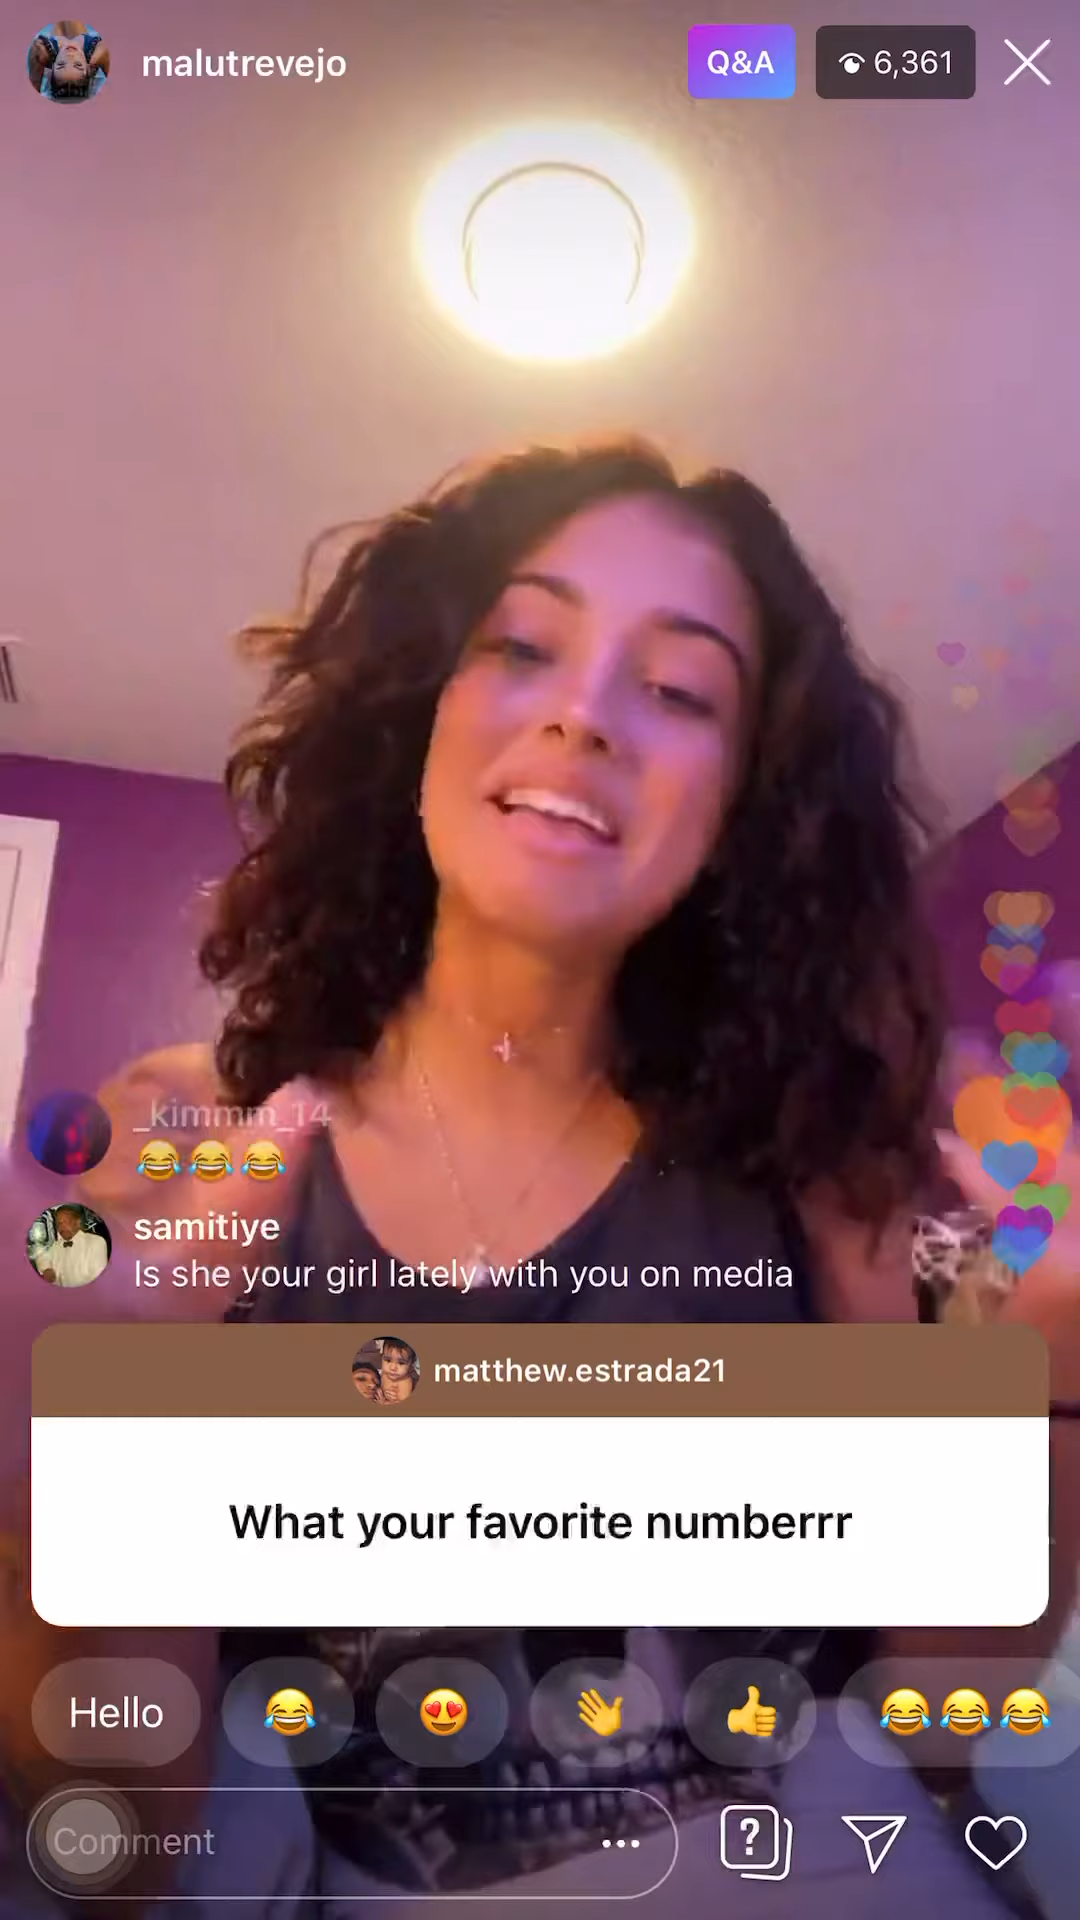 malutrevejo
Q&A
6,361
_kimmm_14
😂😂😂
samitiye
Is she your girl lately with you on media
matthew.estrada21
What your favorite numberrr
Hello
😂
😍
👋
👍
😂😂😂
Comment